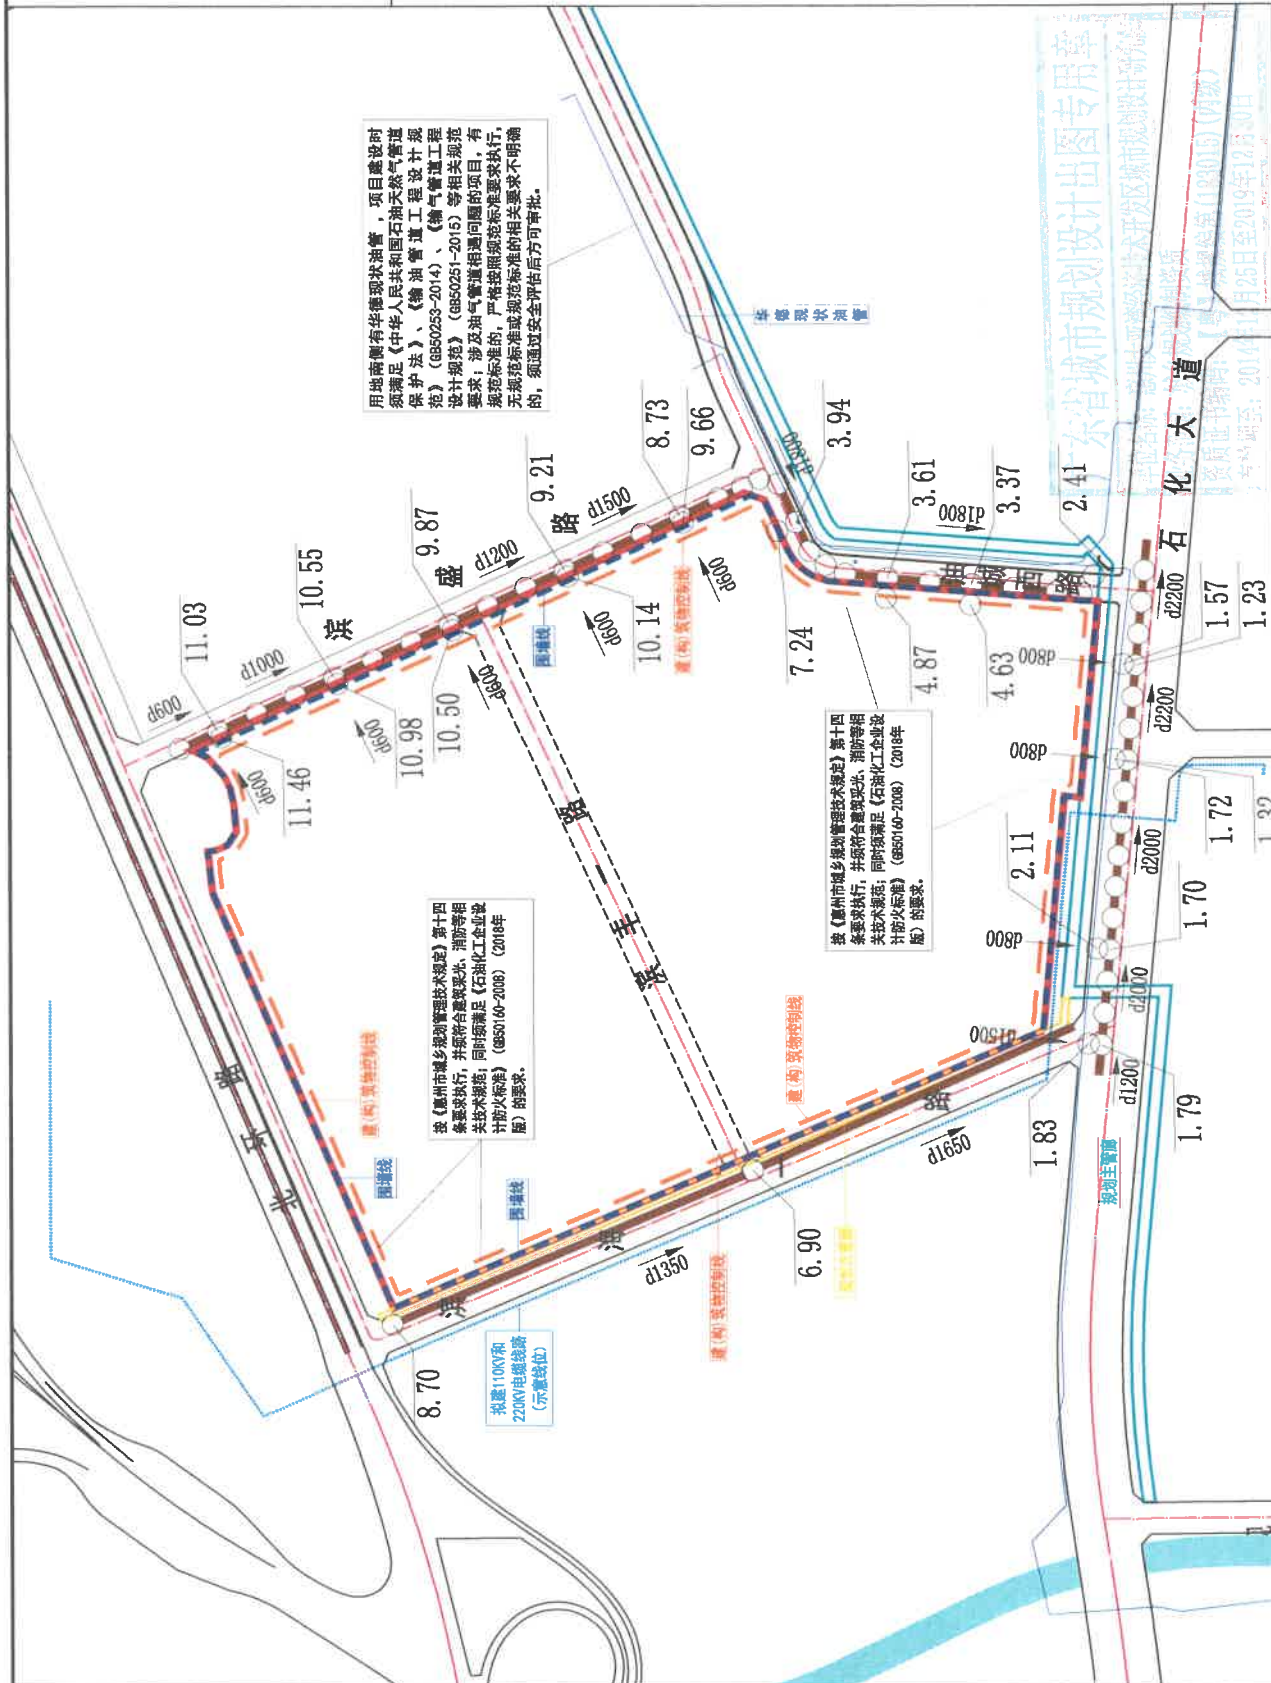 用地南侧有华德现状油管，项目建设时
须满足《中华人民共和国石油天然气管道
保护法》、《输油管道工程设计规
范》（GB50253-2014）、《输气管道工程
设计规范》（GB50251-2015）等相关规范
要求；涉及油气管道相遇问题的项目，有
规范标准的，严格按照规范标准要求执行，
无规范标准或规范标准的相关要求不明确
的，须通过安全评估后方可审批。
华德现状油管
广东省城市规划设计出图专用章
石化大道
滨盛路
油城西路
滨丰一路
北环路
滨海一路
11.03
10.55
9.87
9.21
8.73
9.66
3.94
3.61
3.37
2.41
d600
d1000
d1200
d1500
d1800
d1800
11.46
10.98
10.50
10.14
7.24
4.87
4.63
d600
d600
d600
d600
d600
围墙线
建(构)筑物控制线
按《惠州市城乡规划管理技术规定》第十四
条要求执行，并须符合建筑采光、消防等相
关技术规范；同时须满足《石油化工企业设
计防火标准》（GB50160-2008）（2018年
版）的要求。
按《惠州市城乡规划管理技术规定》第十四
条要求执行，并须符合建筑采光、消防等相
关技术规范；同时须满足《石油化工企业设
计防火标准》（GB50160-2008）（2018年
版）的要求。
建(构)筑物控制线
围墙线
围墙线
建(构)筑物控制线
建(构)筑物控制线
拟建110KV和
220KV电缆线路
（示意线位）
规划主管廊
8.70
6.90
1.83
1.79
2.11
1.70
1.72
1.57
1.23
d1350
d1650
d1500
d1200
d2000
d2000
d2200
d2200
d800
d800
d800